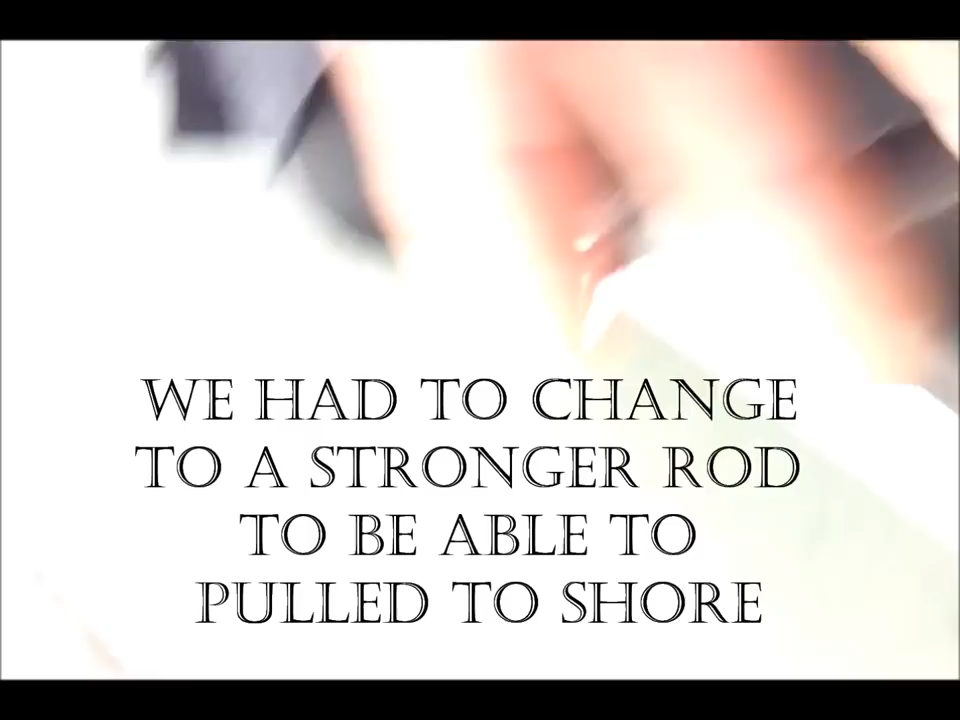 WE HAD TO CHANGE
TO A STRONGER ROD
TO BE ABLE TO
PULLED TO SHORE